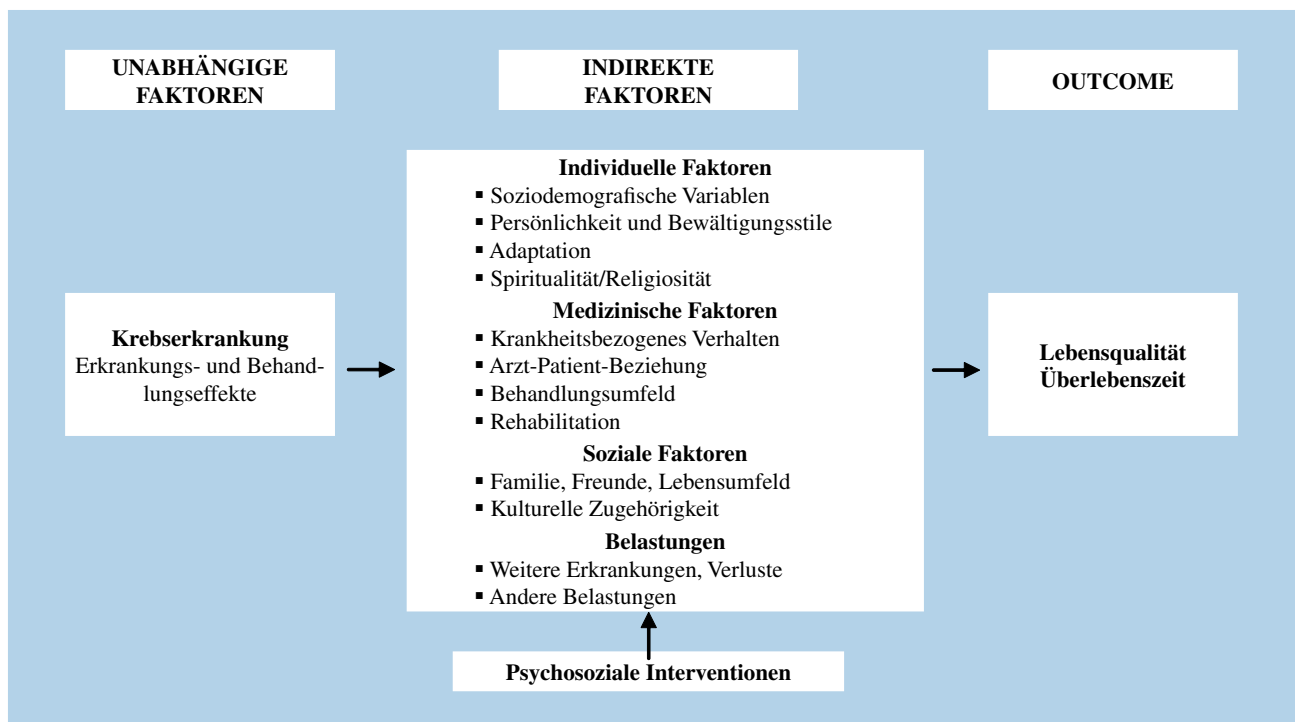 UNABHÄNGIGE
FAKTOREN
INDIREKTE
FAKTOREN
OUTCOME
Krebserkrankung
Erkrankungs- und Behand-
lungseffekte
Individuelle Faktoren
▪ Soziodemografische Variablen
▪ Persönlichkeit und Bewältigungsstile
▪ Adaptation
▪ Spiritualität/Religiosität
Medizinische Faktoren
▪ Krankheitsbezogenes Verhalten
▪ Arzt-Patient-Beziehung
▪ Behandlungsumfeld
▪ Rehabilitation
Soziale Faktoren
▪ Familie, Freunde, Lebensumfeld
▪ Kulturelle Zugehörigkeit
Belastungen
▪ Weitere Erkrankungen, Verluste
▪ Andere Belastungen
Lebensqualität
Überlebenszeit
Psychosoziale Interventionen